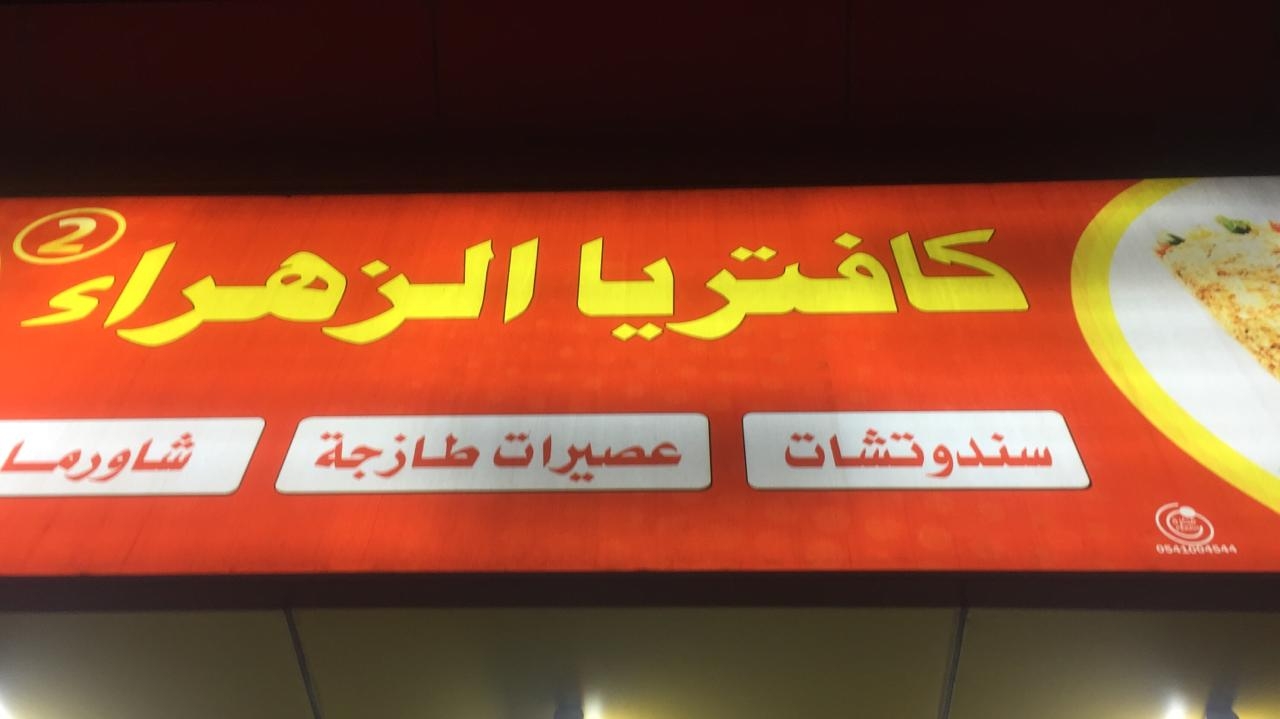 كافتريا الزهراء 2
سندوتشات
عصيرات طازجة
شاورما
0541004544